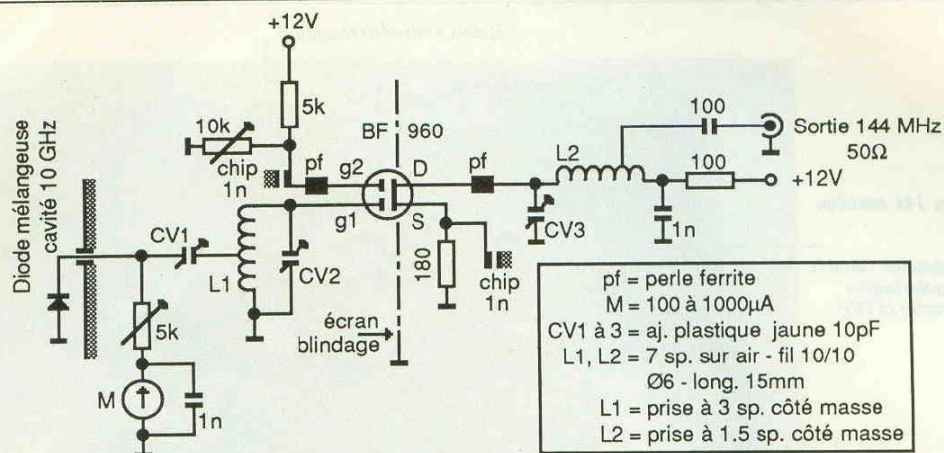 +12V
5k
10k
chip
1n
pf
g2
g1
BF 960
D
S
pf
L2
100
Sortie 144 MHz
50Ω
100
+12V
1n
CV3
180
chip
1n
Diode mélangeuse
cavité 10 GHz
CV1
L1
CV2
5k
M
1n
écran
blindage
pf = perle ferrite
M = 100 à 1000µA
CV1 à 3 = aj. plastique jaune 10pF
L1, L2 = 7 sp. sur air - fil 10/10
Ø6 - long. 15mm
L1 = prise à 3 sp. côté masse
L2 = prise à 1.5 sp. côté masse